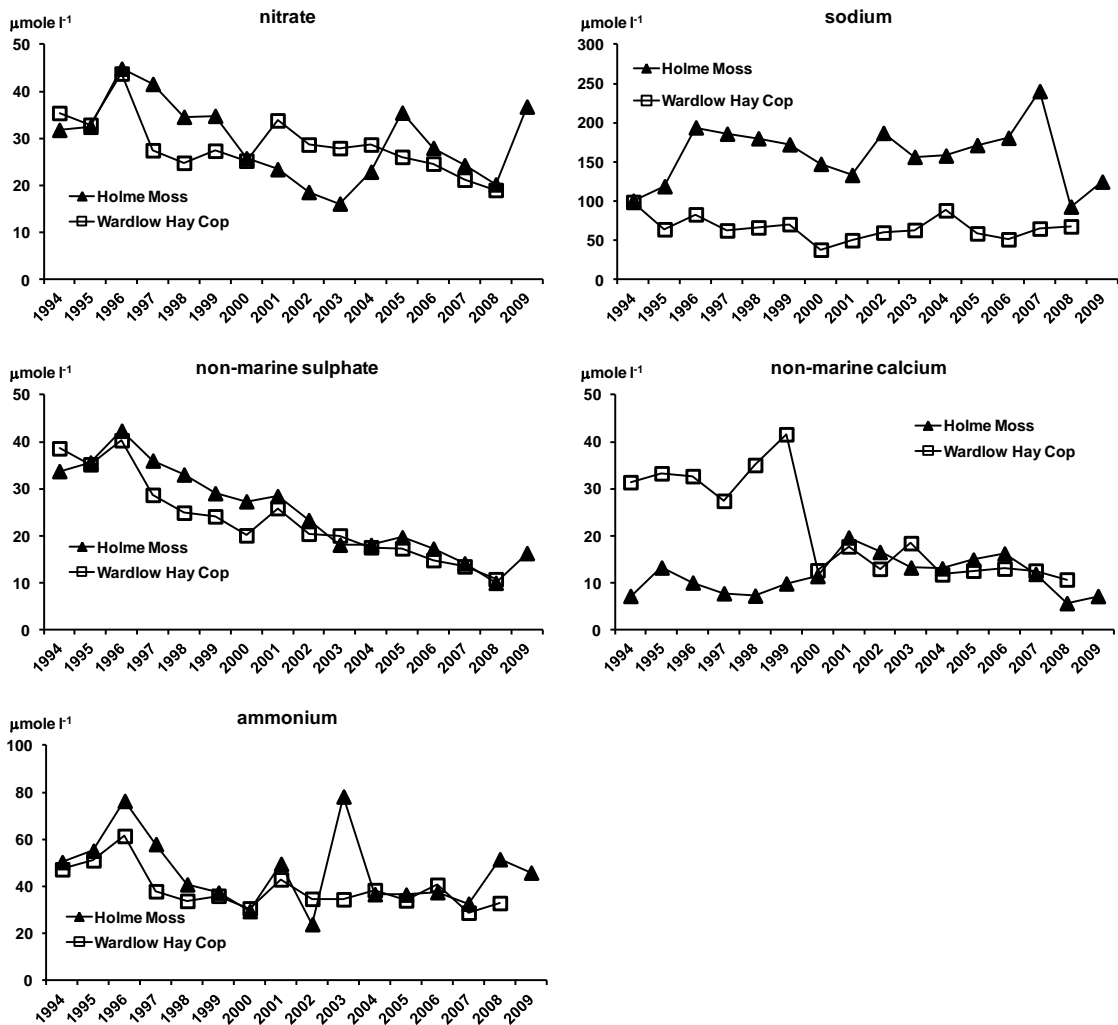 nitrate
μmole l-1
50
40
30
20
10
0
Holme Moss
Wardlow Hay Cop
1994 1995 1996 1997 1998 1999 2000 2001 2002 2003 2004 2005 2006 2007 2008 2009
sodium
μmole l-1
300
250
200
150
100
50
0
Holme Moss
Wardlow Hay Cop
1994 1995 1996 1997 1998 1999 2000 2001 2002 2003 2004 2005 2006 2007 2008 2009
non-marine sulphate
μmole l-1
50
40
30
20
10
0
Holme Moss
Wardlow Hay Cop
1994 1995 1996 1997 1998 1999 2000 2001 2002 2003 2004 2005 2006 2007 2008 2009
non-marine calcium
μmole l-1
50
40
30
20
10
0
Holme Moss
Wardlow Hay Cop
1994 1995 1996 1997 1998 1999 2000 2001 2002 2003 2004 2005 2006 2007 2008 2009
ammonium
μmole l-1
100
80
60
40
20
0
Holme Moss
Wardlow Hay Cop
1994 1995 1996 1997 1998 1999 2000 2001 2002 2003 2004 2005 2006 2007 2008 2009